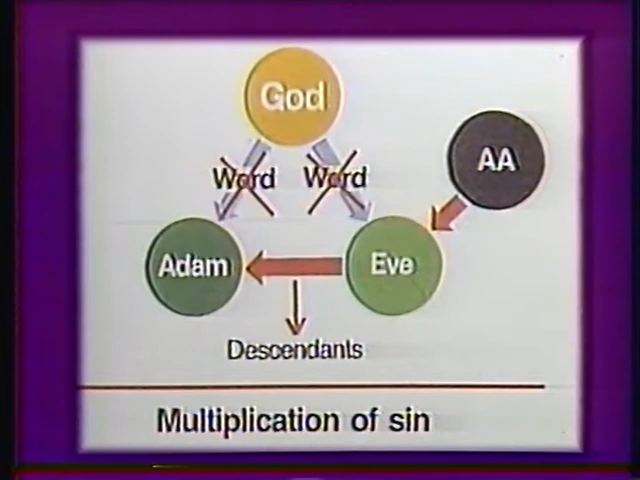 God
AA
Word Word
Adam
Eve
Descendants
Multiplication of sin